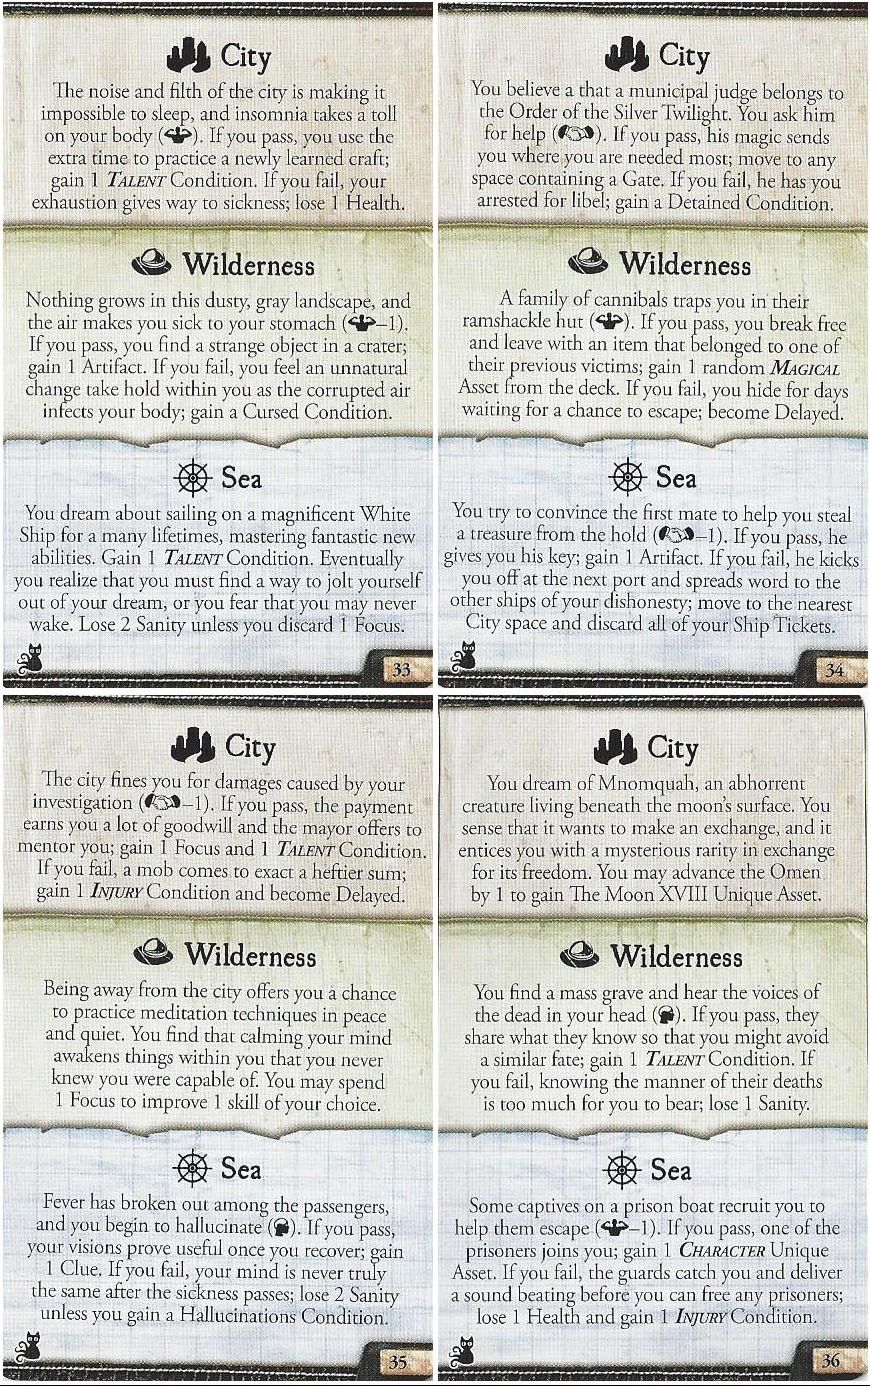 City
The noise and filth of the city is making it
impossible to sleep, and insomnia takes a toll
on your body ( ). If you pass, you use the
extra time to practice a newly learned craft;
gain 1 TALENT Condition. If you fail, your
exhaustion gives way to sickness; lose 1 Health.
Wilderness
Nothing grows in this dusty, gray landscape, and
the air makes you sick to your stomach ( –1).
If you pass, you find a strange object in a crater;
gain 1 Artifact. If you fail, you feel an unnatural
change take hold within you as the corrupted air
infects your body; gain a Cursed Condition.
Sea
You dream about sailing on a magnificent White
Ship for a many lifetimes, mastering fantastic new
abilities. Gain 1 TALENT Condition. Eventually
you realize that you must find a way to jolt yourself
out of your dream, or you fear that you may never
wake. Lose 2 Sanity unless you discard 1 Focus.
33
City
You believe a that a municipal judge belongs to
the Order of the Silver Twilight. You ask him
for help ( ). If you pass, his magic sends
you where you are needed most; move to any
space containing a Gate. If you fail, he has you
arrested for libel; gain a Detained Condition.
Wilderness
A family of cannibals traps you in their
ramshackle hut ( ). If you pass, you break free
and leave with an item that belonged to one of
their previous victims; gain 1 random MAGICAL
Asset from the deck. If you fail, you hide for days
waiting for a chance to escape; become Delayed.
Sea
You try to convince the first mate to help you steal
a treasure from the hold ( –1). If you pass, he
gives you his key; gain 1 Artifact. If you fail, he kicks
you off at the next port and spreads word to the
other ships of your dishonesty; move to the nearest
City space and discard all of your Ship Tickets.
34
City
The city fines you for damages caused by your
investigation ( –1). If you pass, the payment
earns you a lot of goodwill and the mayor offers to
mentor you; gain 1 Focus and 1 TALENT Condition.
If you fail, a mob comes to exact a heftier sum;
gain 1 INJURY Condition and become Delayed.
Wilderness
Being away from the city offers you a chance
to practice meditation techniques in peace
and quiet. You find that calming your mind
awakens things within you that you never
knew you were capable of. You may spend
1 Focus to improve 1 skill of your choice.
Sea
Fever has broken out among the passengers,
and you begin to hallucinate ( ). If you pass,
your visions prove useful once you recover; gain
1 Clue. If you fail, your mind is never truly
the same after the sickness passes; lose 2 Sanity
unless you gain a Hallucinations Condition.
35
City
You dream of Mnomquah, an abhorrent
creature living beneath the moon's surface. You
sense that it wants to make an exchange, and it
entices you with a mysterious rarity in exchange
for its freedom. You may advance the Omen
by 1 to gain The Moon XVIII Unique Asset.
Wilderness
You find a mass grave and hear the voices of
the dead in your head ( ). If you pass, they
share what they know so that you might avoid
a similar fate; gain 1 TALENT Condition. If
you fail, knowing the manner of their deaths
is too much for you to bear; lose 1 Sanity.
Sea
Some captives on a prison boat recruit you to
help them escape ( –1). If you pass, one of the
prisoners joins you; gain 1 CHARACTER Unique
Asset. If you fail, the guards catch you and deliver
a sound beating before you can free any prisoners;
lose 1 Health and gain 1 INJURY Condition.
36